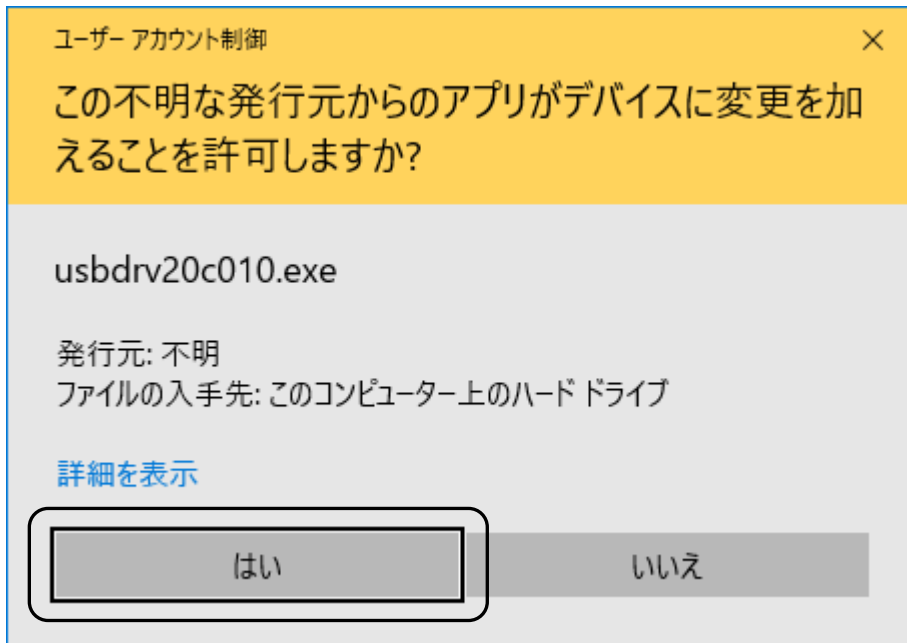 ユーザー アカウント制御
この不明な発行元からのアプリがデバイスに変更を加
えることを許可しますか?
usbdrv20c010.exe
発行元: 不明
ファイルの入手先: このコンピューター上のハード ドライブ
詳細を表示
はい
いいえ